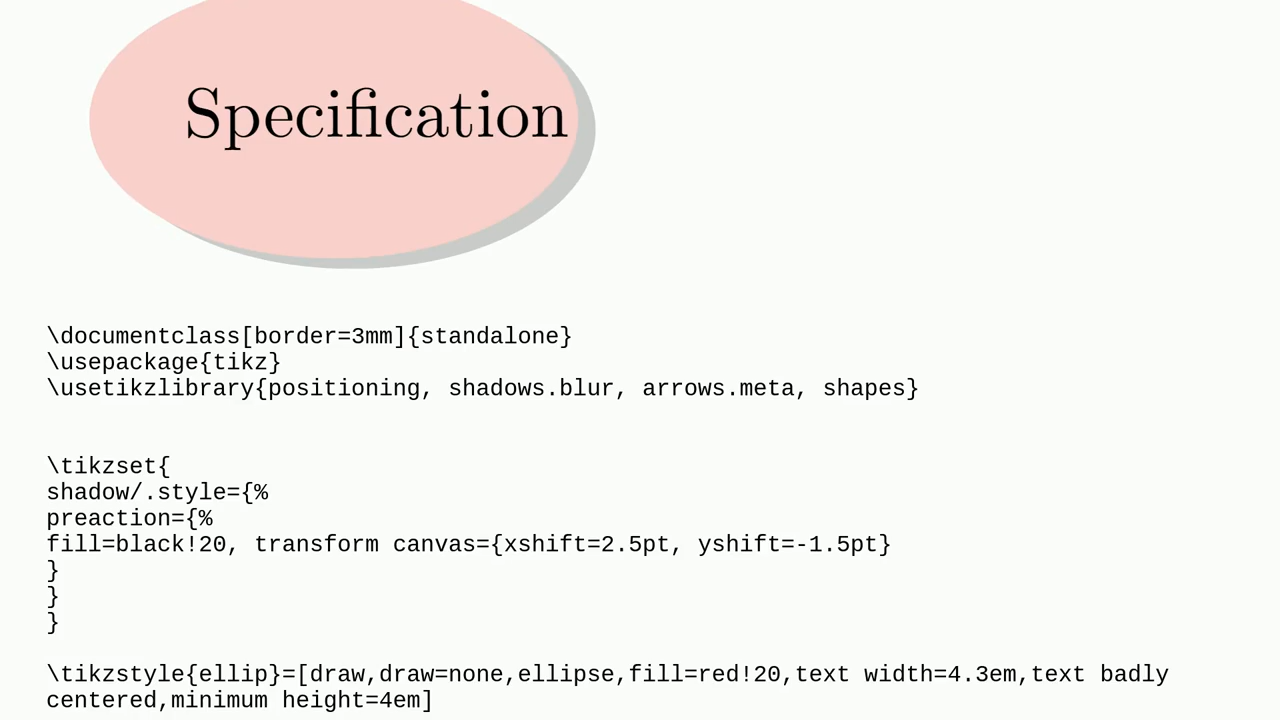 Specification
\documentclass[border=3mm]{standalone}
\usepackage{tikz}
\usetikzlibrary{positioning, shadows.blur, arrows.meta, shapes}
\tikzset{
shadow/.style={%
preaction={%
fill=black!20, transform canvas={xshift=2.5pt, yshift=-1.5pt}
}
}
}
\tikzstyle{ellip}=[draw,draw=none,ellipse,fill=red!20,text width=4.3em,text badly
centered,minimum height=4em]